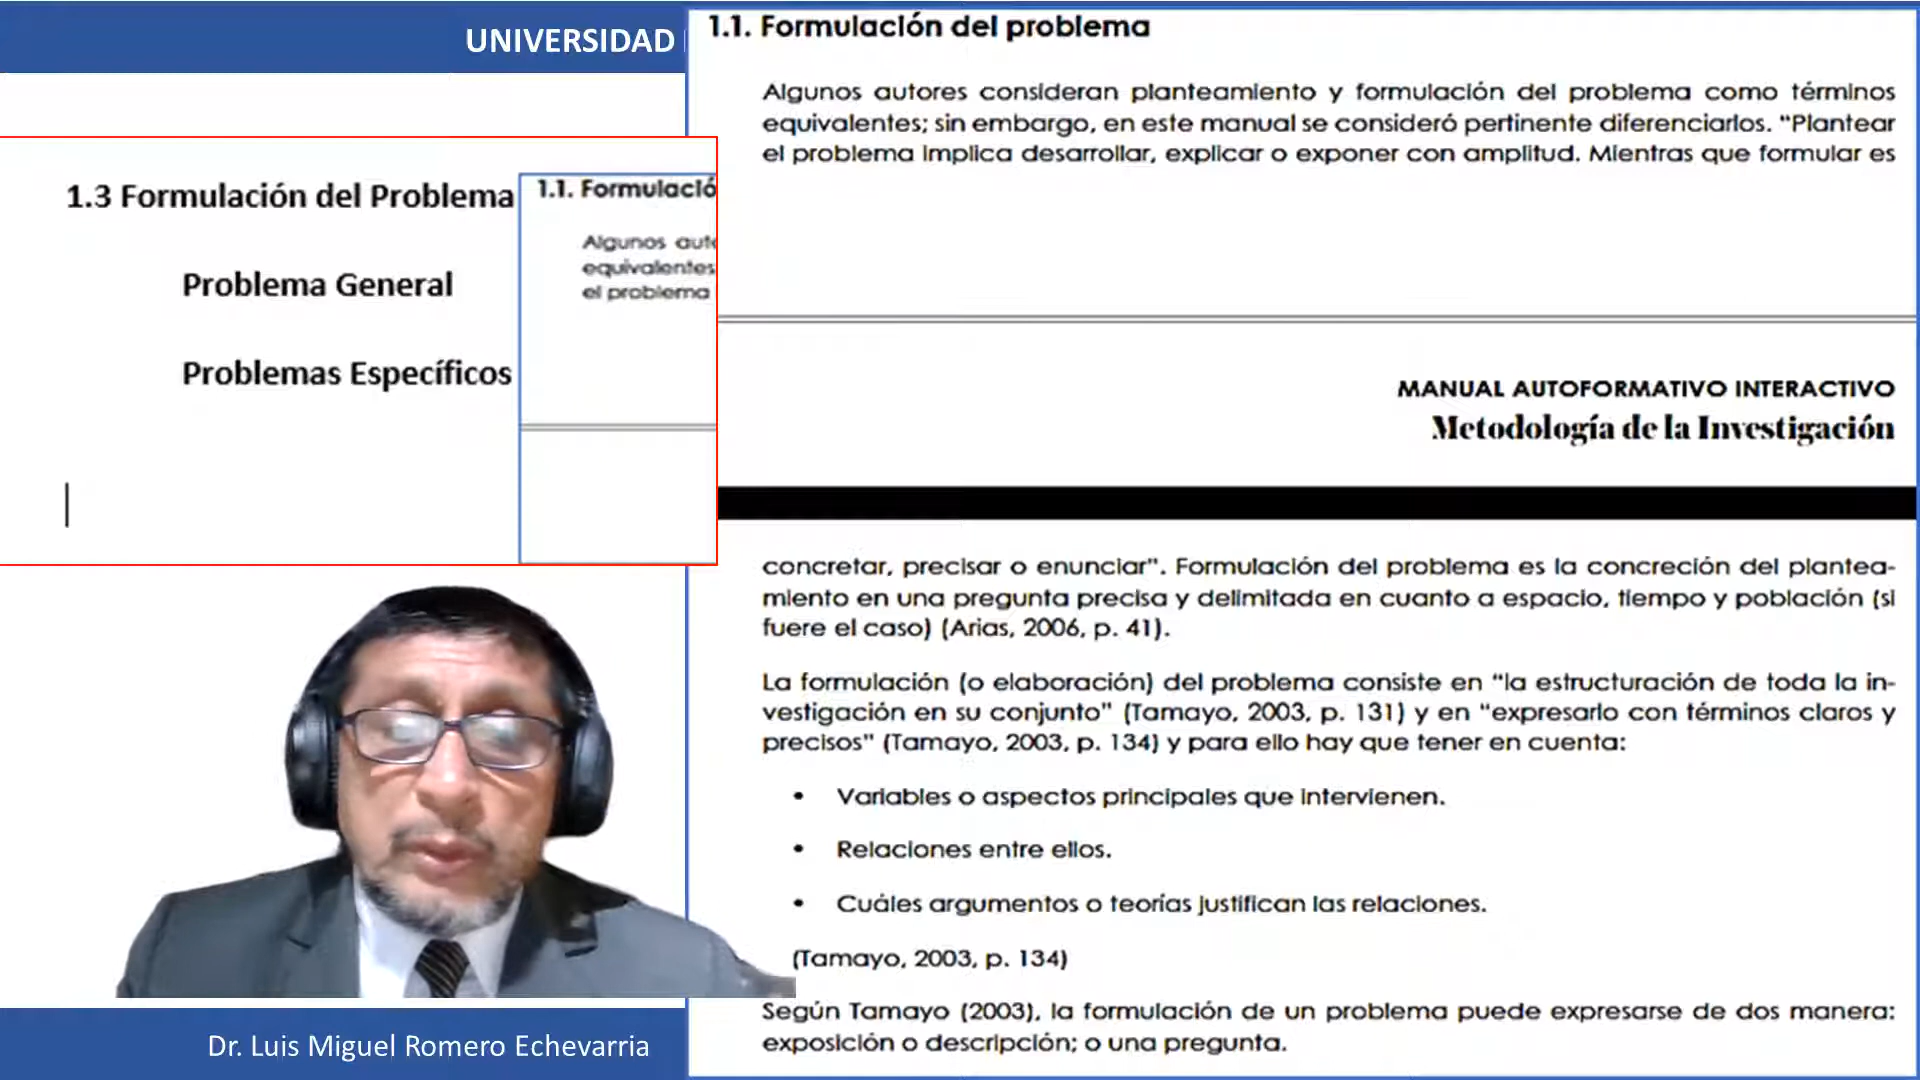 UNIVERSIDAD
1.3 Formulación del Problema
Problema General
Problemas Específicos
1.1. Formulació
Algunos aut
equivalentes
el problema
1.1. Formulación del problema
Algunos autores consideran planteamiento y formulación del problema como términos
equivalentes; sin embargo, en este manual se consideró pertinente diferenciarlos. “Plantear
el problema implica desarrollar, explicar o exponer con amplitud. Mientras que formular es
MANUAL AUTOFORMATIVO INTERACTIVO
Metodología de la Investigación
concretar, precisar o enunciar”. Formulación del problema es la concreción del plantea-
miento en una pregunta precisa y delimitada en cuanto a espacio, tiempo y población (si
fuere el caso) (Arias, 2006, p. 41).
La formulación (o elaboración) del problema consiste en “la estructuración de toda la in-
vestigación en su conjunto” (Tamayo, 2003, p. 131) y en “expresarlo con términos claros y
precisos” (Tamayo, 2003, p. 134) y para ello hay que tener en cuenta:
• Variables o aspectos principales que intervienen.
• Relaciones entre ellos.
• Cuáles argumentos o teorías justifican las relaciones.
(Tamayo, 2003, p. 134)
Según Tamayo (2003), la formulación de un problema puede expresarse de dos manera:
exposición o descripción; o una pregunta.
Dr. Luis Miguel Romero Echevarria